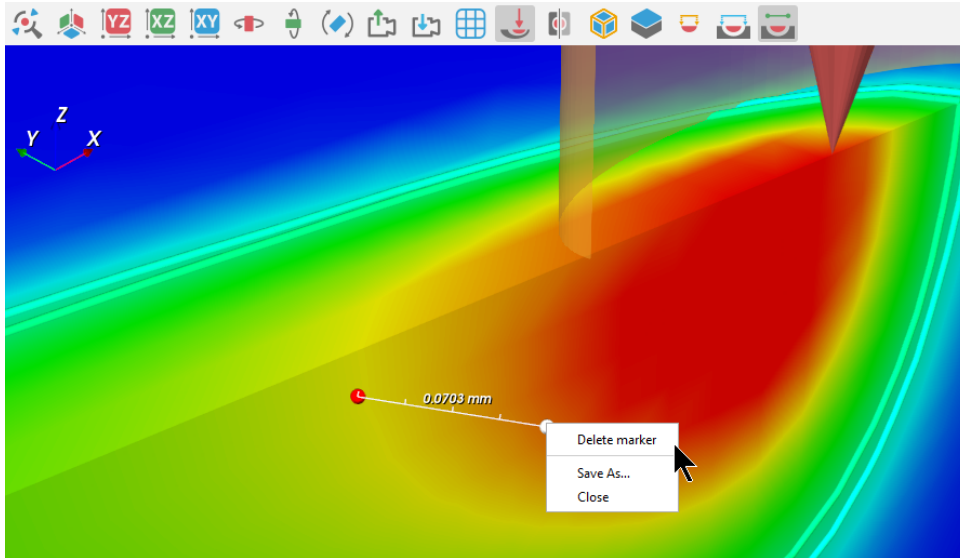 YZ XZ XY
Z
Y X
0.0703 mm
Delete marker
Save As...
Close